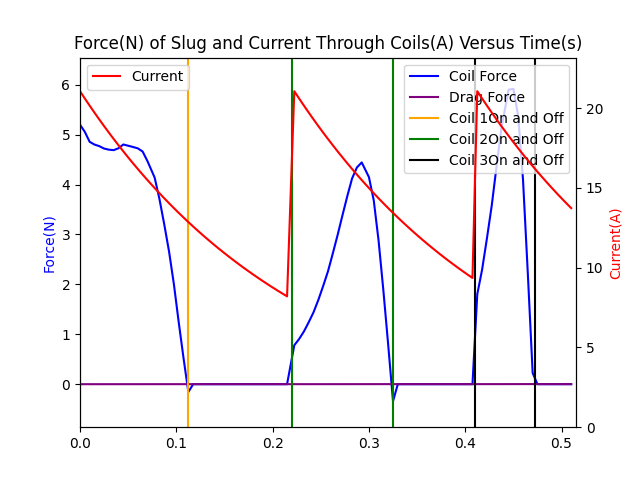 Force(N) of Slug and Current Through Coils(A) Versus Time(s)
Current
Coil Force
Drag Force
Coil 1On and Off
Coil 2On and Off
Coil 3On and Off
Force(N)
6
5
4
3
2
1
0
Current(A)
20
15
10
5
0
0.0 0.1 0.2 0.3 0.4 0.5